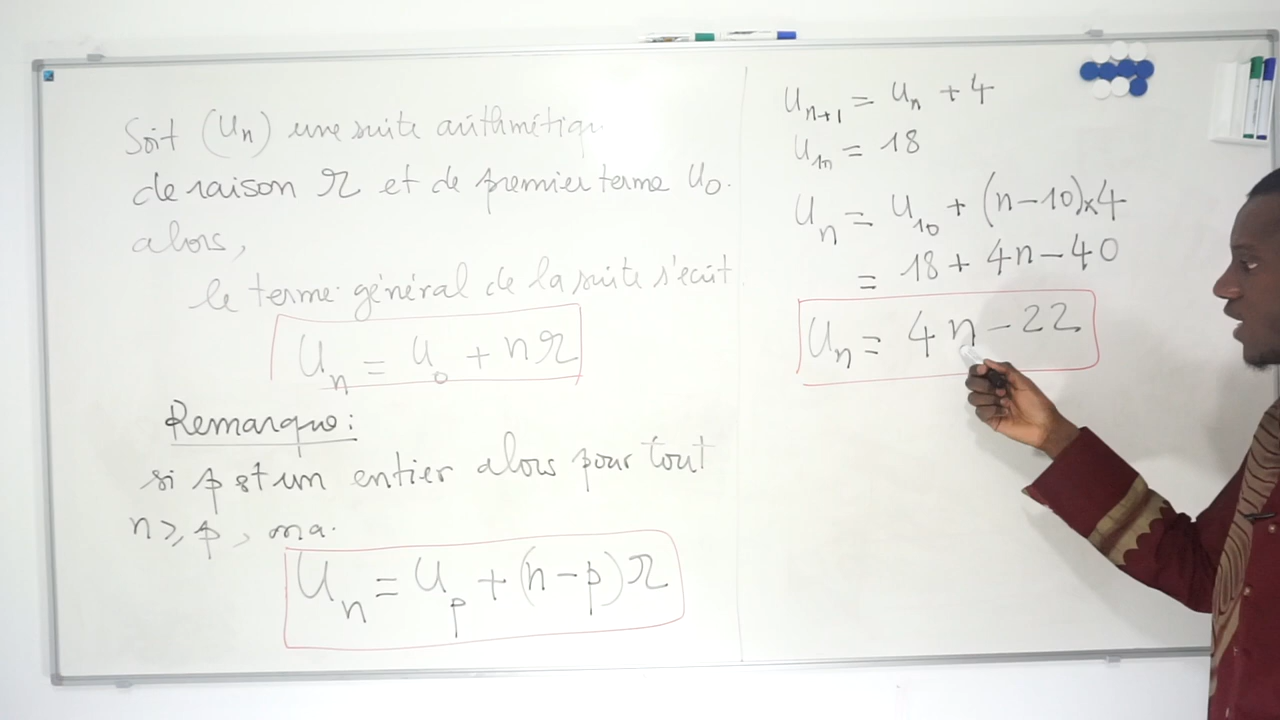 Soit (Un) une suite arithmétiqu
de raison r et de premier terme U0.
alors,
le terme général de la suite s'écrit
Un = U0 + nr
Remarque:
si p est un entier alors pour tout
n ≥ p, on a.
Un = Up + (n-p)r
Un+1 = Un + 4
U10 = 18
Un = U10 + (n-10)×4
= 18 + 4n - 40
Un = 4n - 22